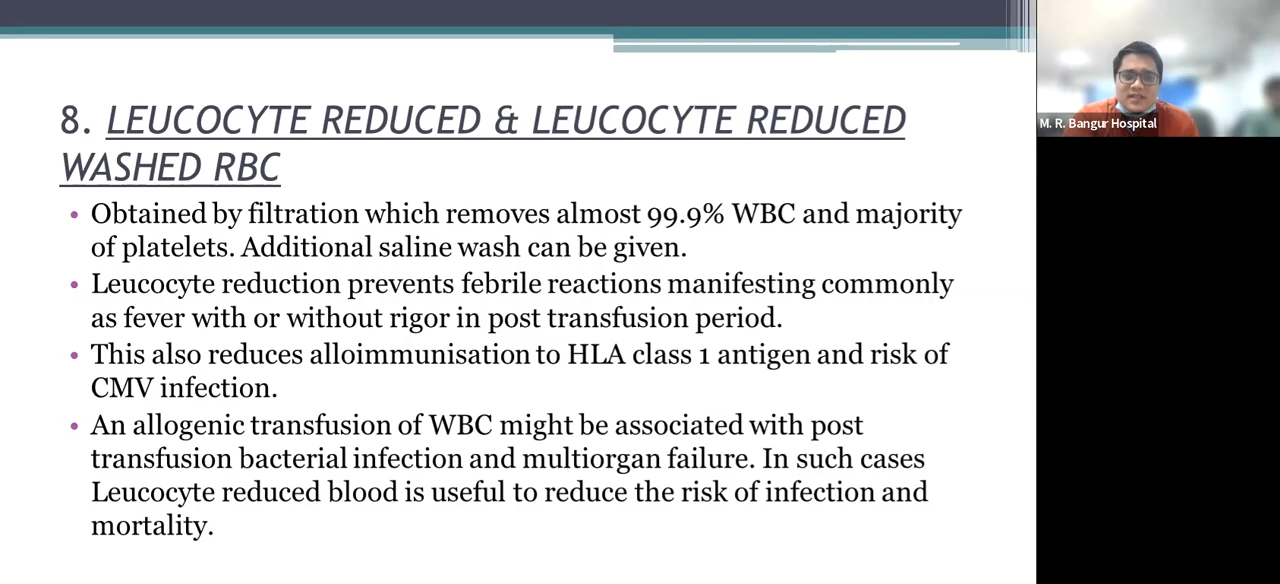 8. LEUCOCYTE REDUCED & LEUCOCYTE REDUCED
WASHED RBC
• Obtained by filtration which removes almost 99.9% WBC and majority
of platelets. Additional saline wash can be given.
• Leucocyte reduction prevents febrile reactions manifesting commonly
as fever with or without rigor in post transfusion period.
• This also reduces alloimmunisation to HLA class 1 antigen and risk of
CMV infection.
• An allogenic transfusion of WBC might be associated with post
transfusion bacterial infection and multiorgan failure. In such cases
Leucocyte reduced blood is useful to reduce the risk of infection and
mortality.
M. R. Bangur Hospital